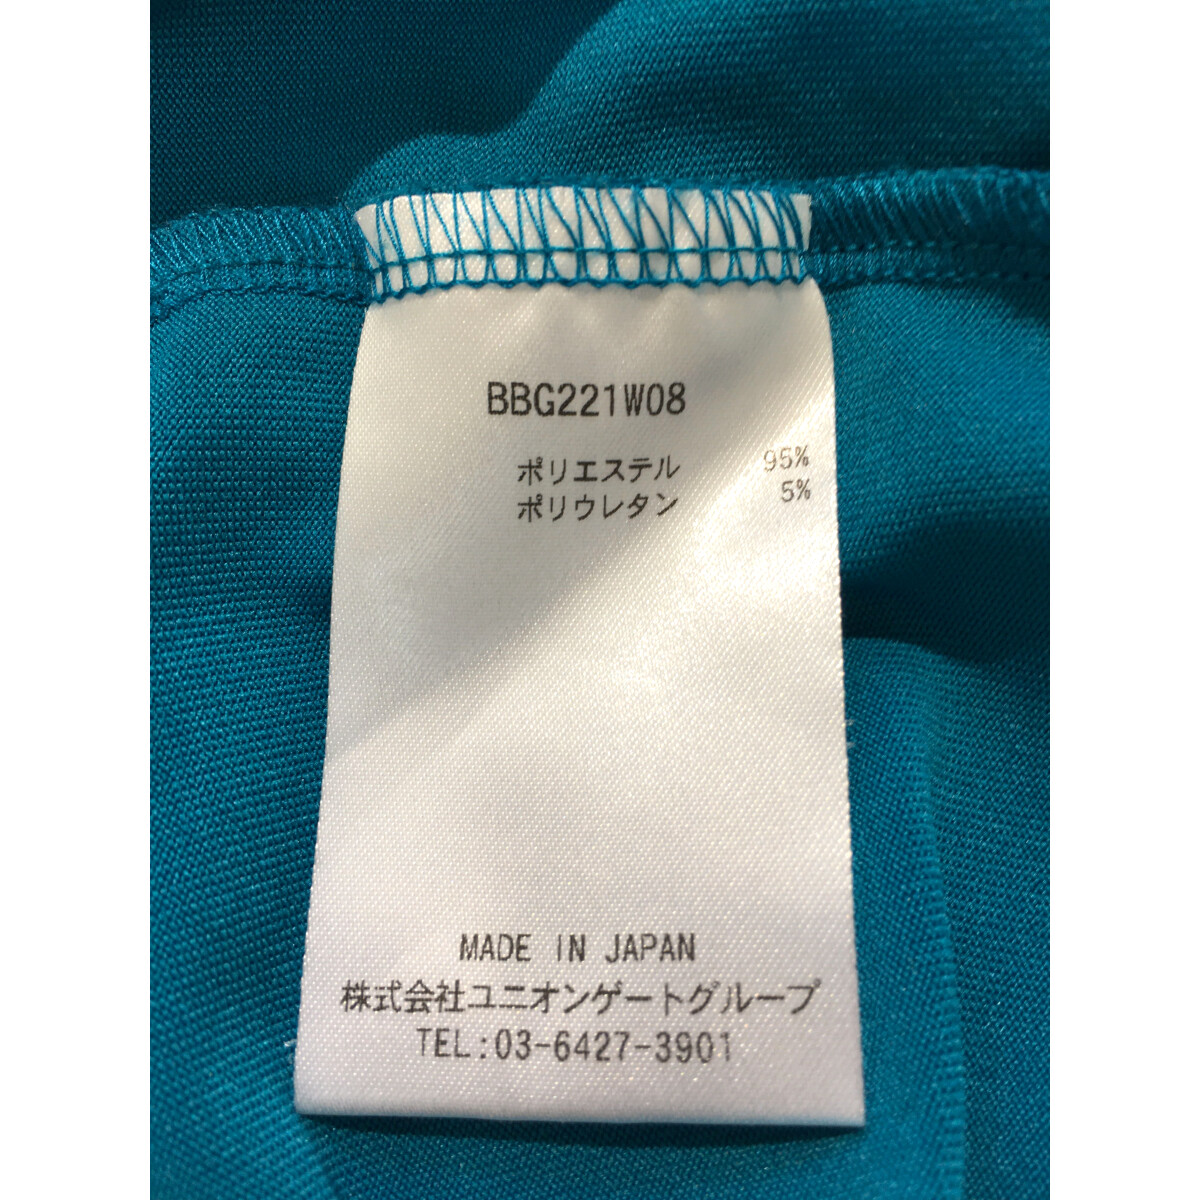 BBG221W08
ポリエステル 95%
ポリウレタン 5%
MADE IN JAPAN
株式会社ユニオンゲートグループ
TEL:03-6427-3901